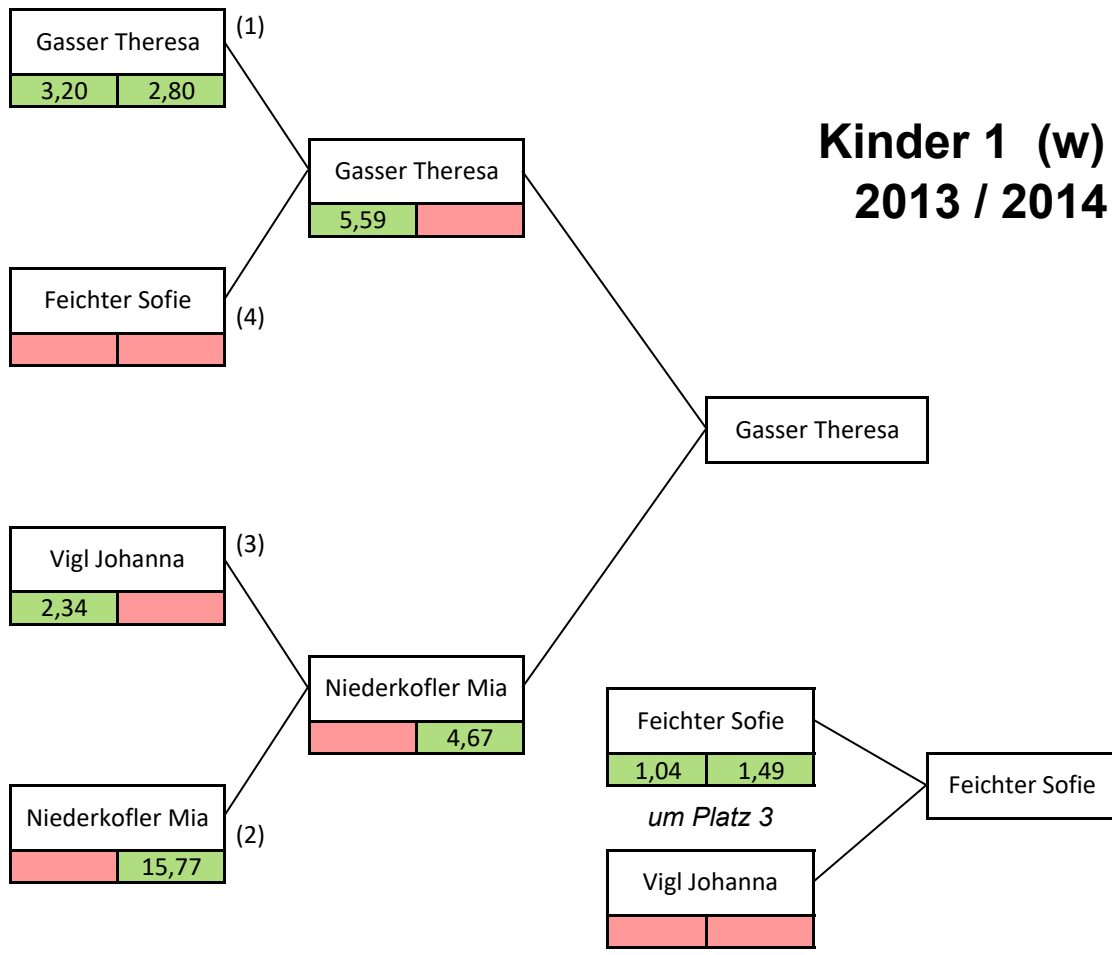 Gasser Theresa
(1)
3,20 2,80
Kinder 1 (w)
2013 / 2014
Gasser Theresa
5,59
Feichter Sofie
(4)
Gasser Theresa
Vigl Johanna
(3)
2,34
Niederkofler Mia
4,67
Niederkofler Mia
(2)
15,77
Feichter Sofie
1,04 1,49
um Platz 3
Vigl Johanna
Feichter Sofie